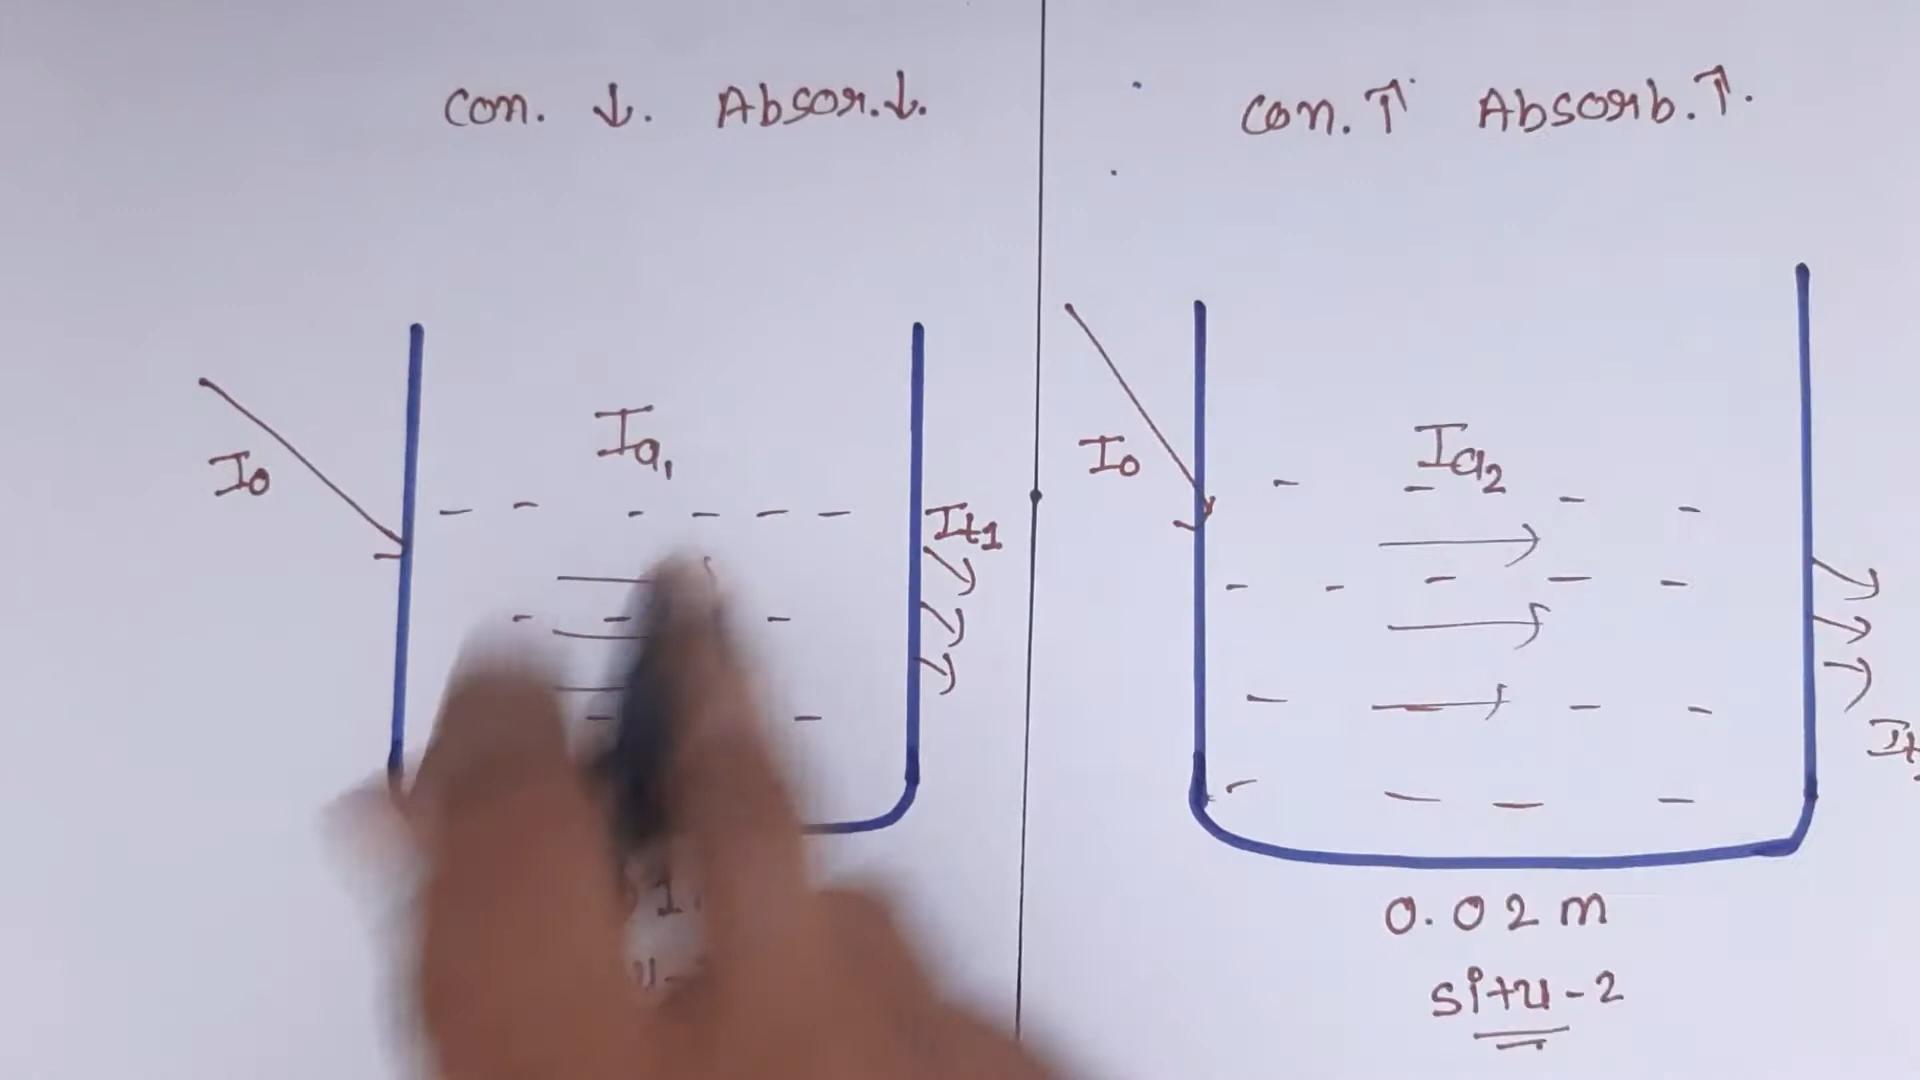 Con. ↓. Absor.↓.
Con. ↑ Absorb.↑.
Io
Ia1
It1
Io
Ia2
0.02 m
situ-2